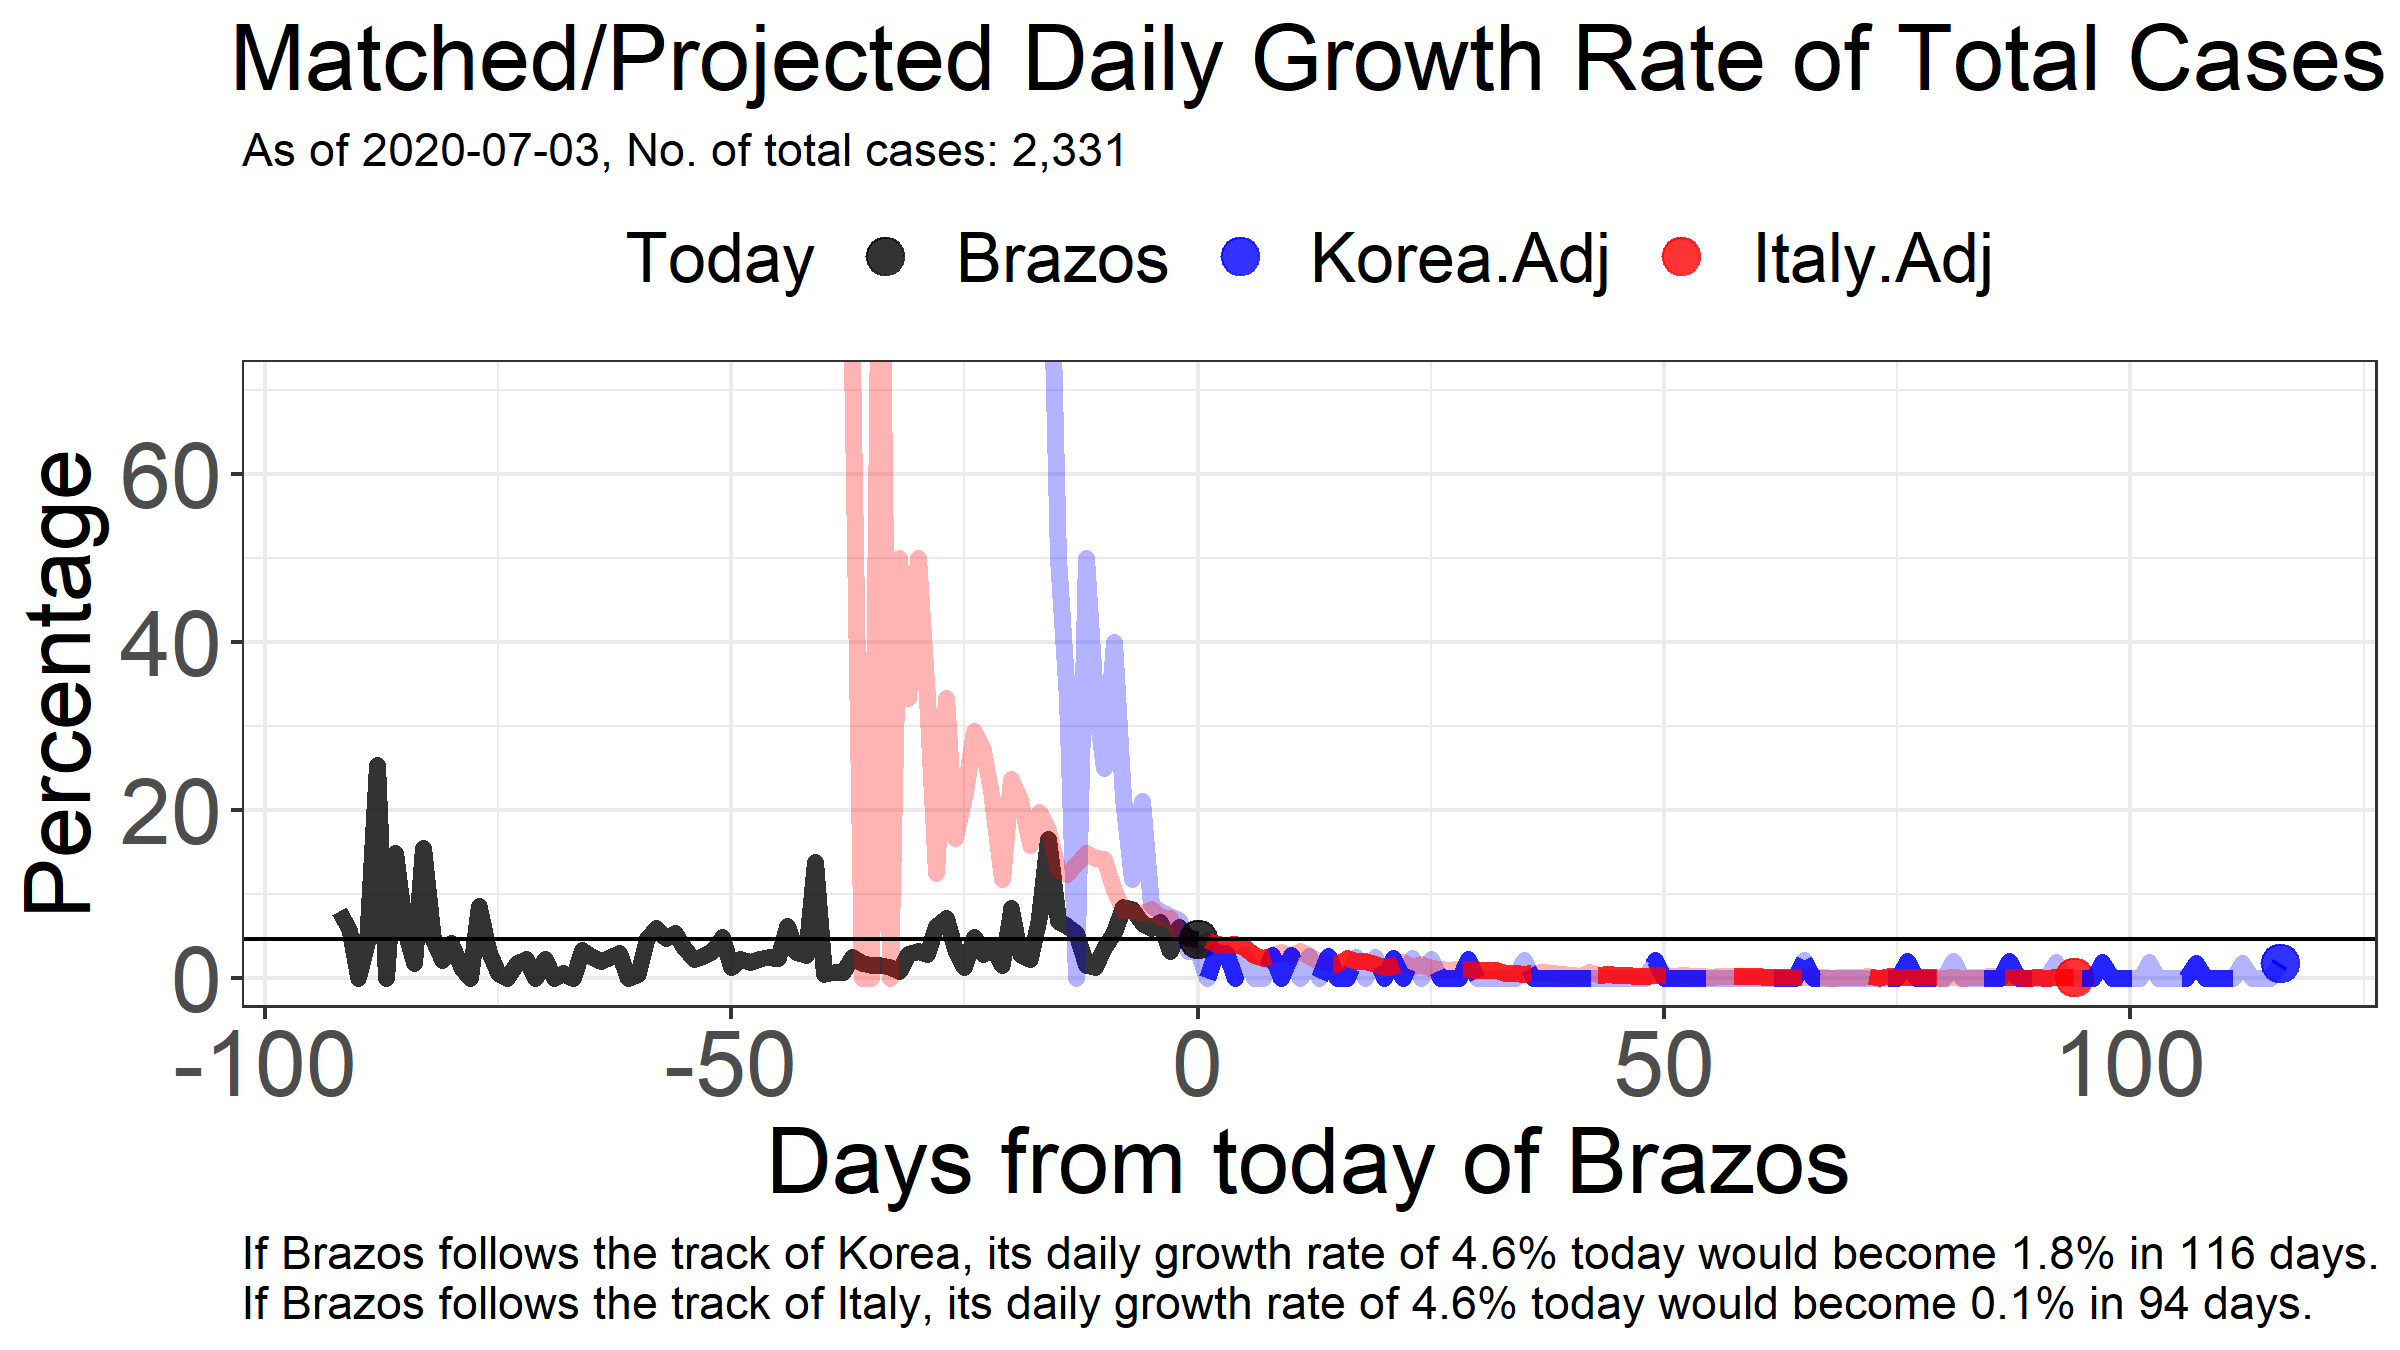 Matched/Projected Daily Growth Rate of Total Cases
As of 2020-07-03, No. of total cases: 2,331
Today Brazos Korea.Adj Italy.Adj
Percentage
60
40
20
0
-100 -50 0 50 100
Days from today of Brazos
If Brazos follows the track of Korea, its daily growth rate of 4.6% today would become 1.8% in 116 days.
If Brazos follows the track of Italy, its daily growth rate of 4.6% today would become 0.1% in 94 days.